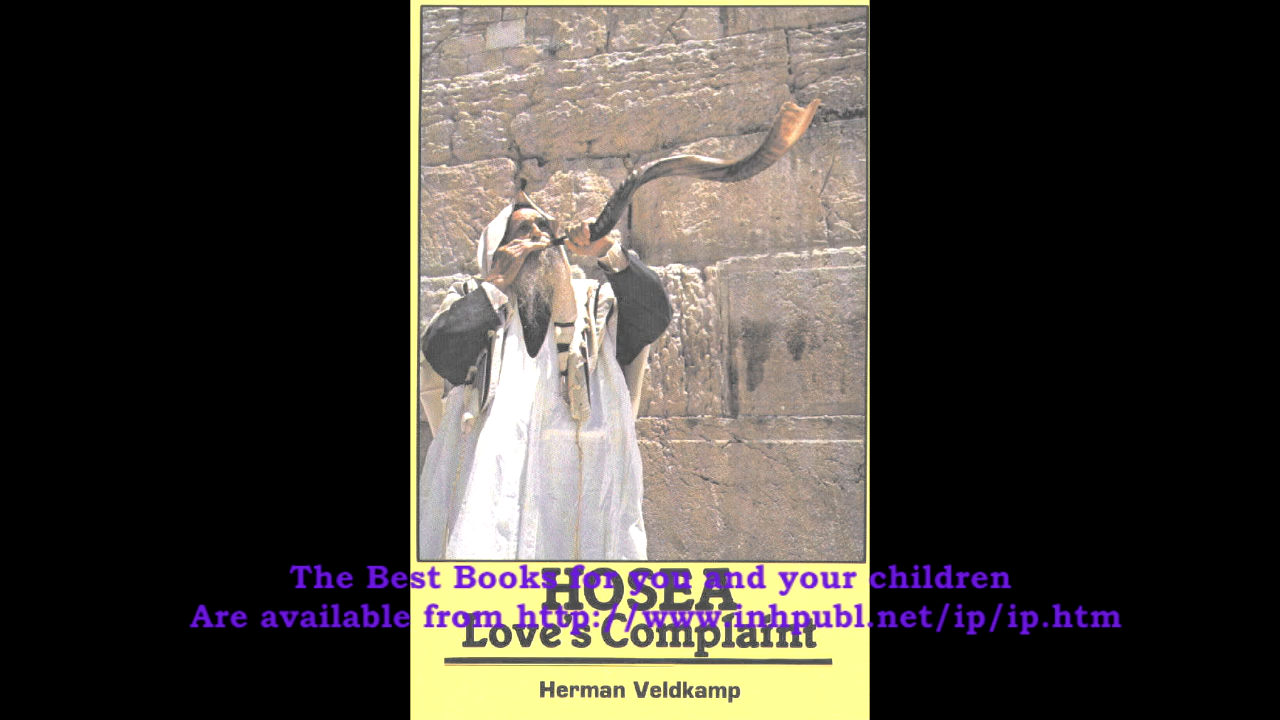 The Best Books for you and your children
HOSEA
Are available from http://www.inhpubl.net/ip/ip.htm
Love's Complaint
Herman Veldkamp